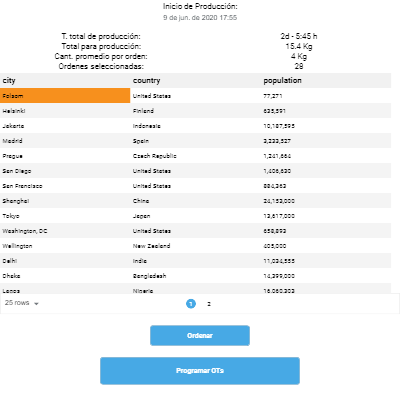 Inicio de Producción:
9 de jun. de 2020 17:55
T. total de producción: 2d - 5:45 h
Total para producción: 15.4 Kg
Cant. promedio por orden: 4 Kg
Ordenes seleccionadas: 28
city country population
Folsom United States 77,271
Helsinki Finland 635,591
Jakarta Indonesia 10,187,595
Madrid Spain 3,233,527
Prague Czech Republic 1,241,664
San Diego United States 1,406,630
San Francisco United States 884,363
Shanghai China 24,153,000
Tokyo Japan 13,617,000
Washington, DC United States 658,893
Wellington New Zealand 405,000
Delhi India 11,034,555
Dhaka Bangladesh 14,399,000
Lagos Nigeria 16,060,303
25 rows 1 2
Ordenar
Programar OTs